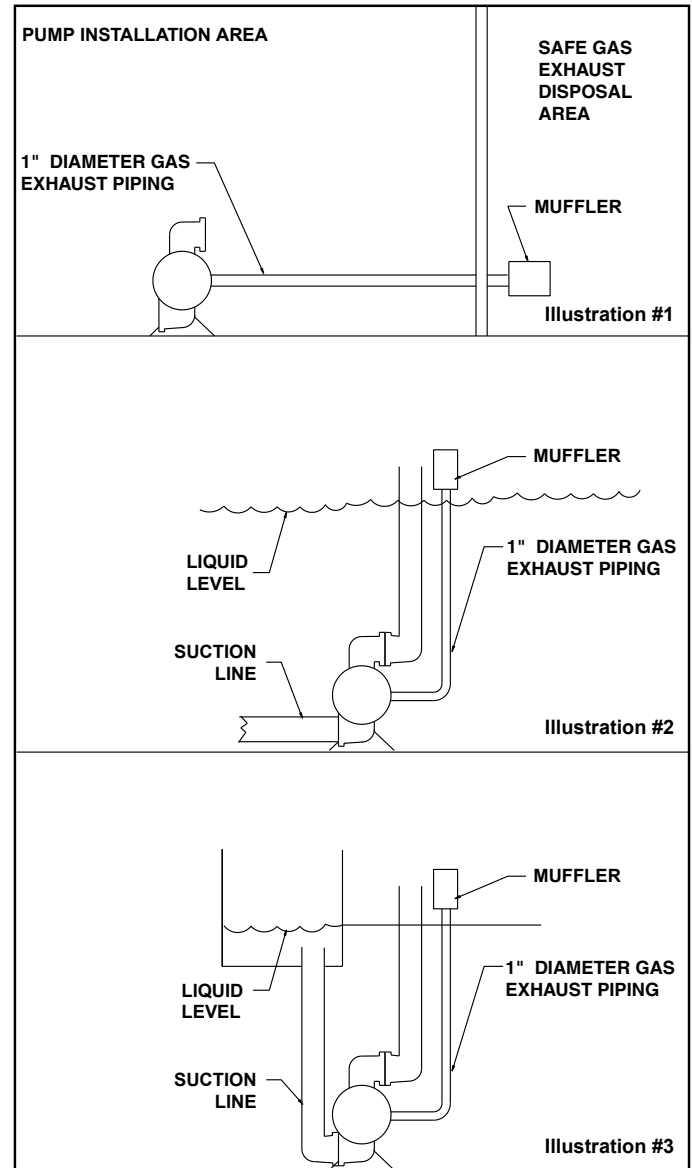 PUMP INSTALLATION AREA
SAFE GAS
EXHAUST
DISPOSAL
AREA
1" DIAMETER GAS
EXHAUST PIPING
MUFFLER
Illustration #1
MUFFLER
LIQUID
LEVEL
1" DIAMETER GAS
EXHAUST PIPING
SUCTION
LINE
Illustration #2
MUFFLER
LIQUID
LEVEL
1" DIAMETER GAS
EXHAUST PIPING
SUCTION
LINE
Illustration #3